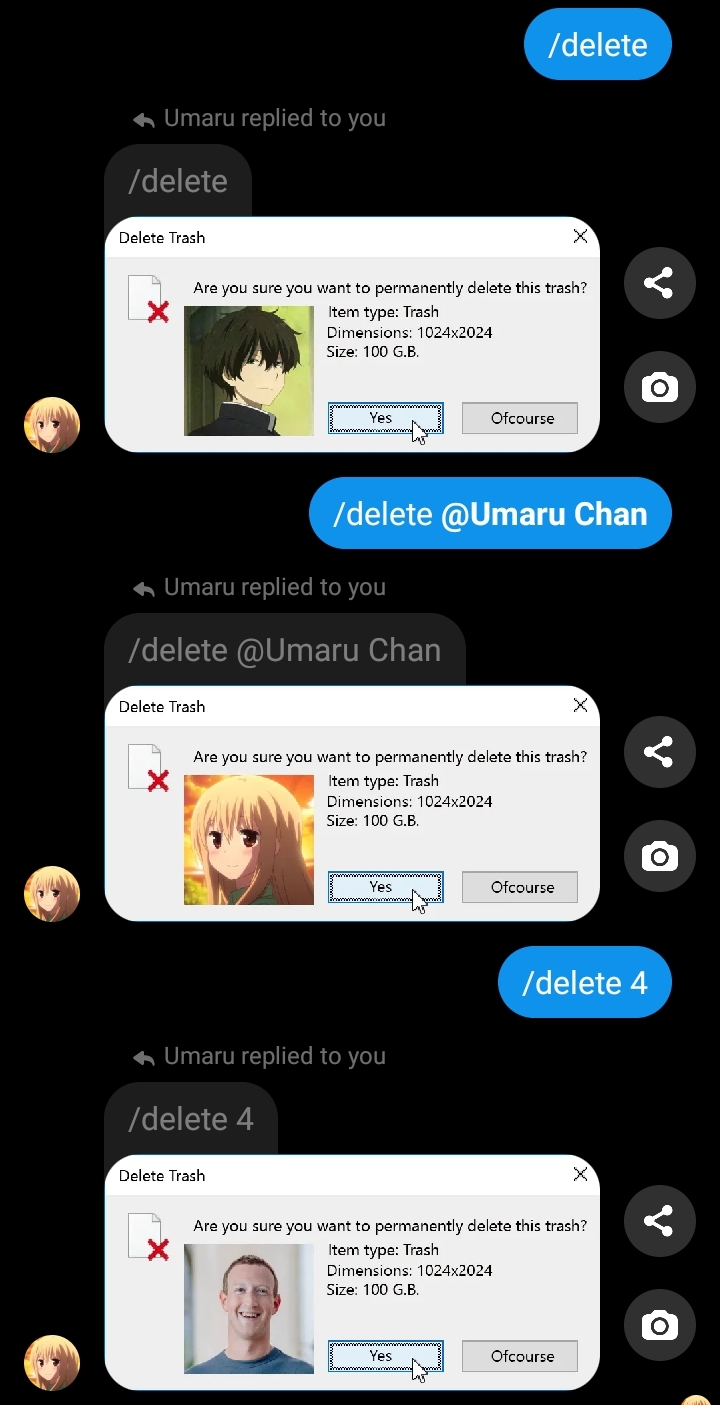 /delete
Umaru replied to you
/delete
Delete Trash
Are you sure you want to permanently delete this trash?
Item type: Trash
Dimensions: 1024x2024
Size: 100 G.B.
Yes
Ofcourse
/delete @Umaru Chan
Umaru replied to you
/delete @Umaru Chan
Delete Trash
Are you sure you want to permanently delete this trash?
Item type: Trash
Dimensions: 1024x2024
Size: 100 G.B.
Yes
Ofcourse
/delete 4
Umaru replied to you
/delete 4
Delete Trash
Are you sure you want to permanently delete this trash?
Item type: Trash
Dimensions: 1024x2024
Size: 100 G.B.
Yes
Ofcourse